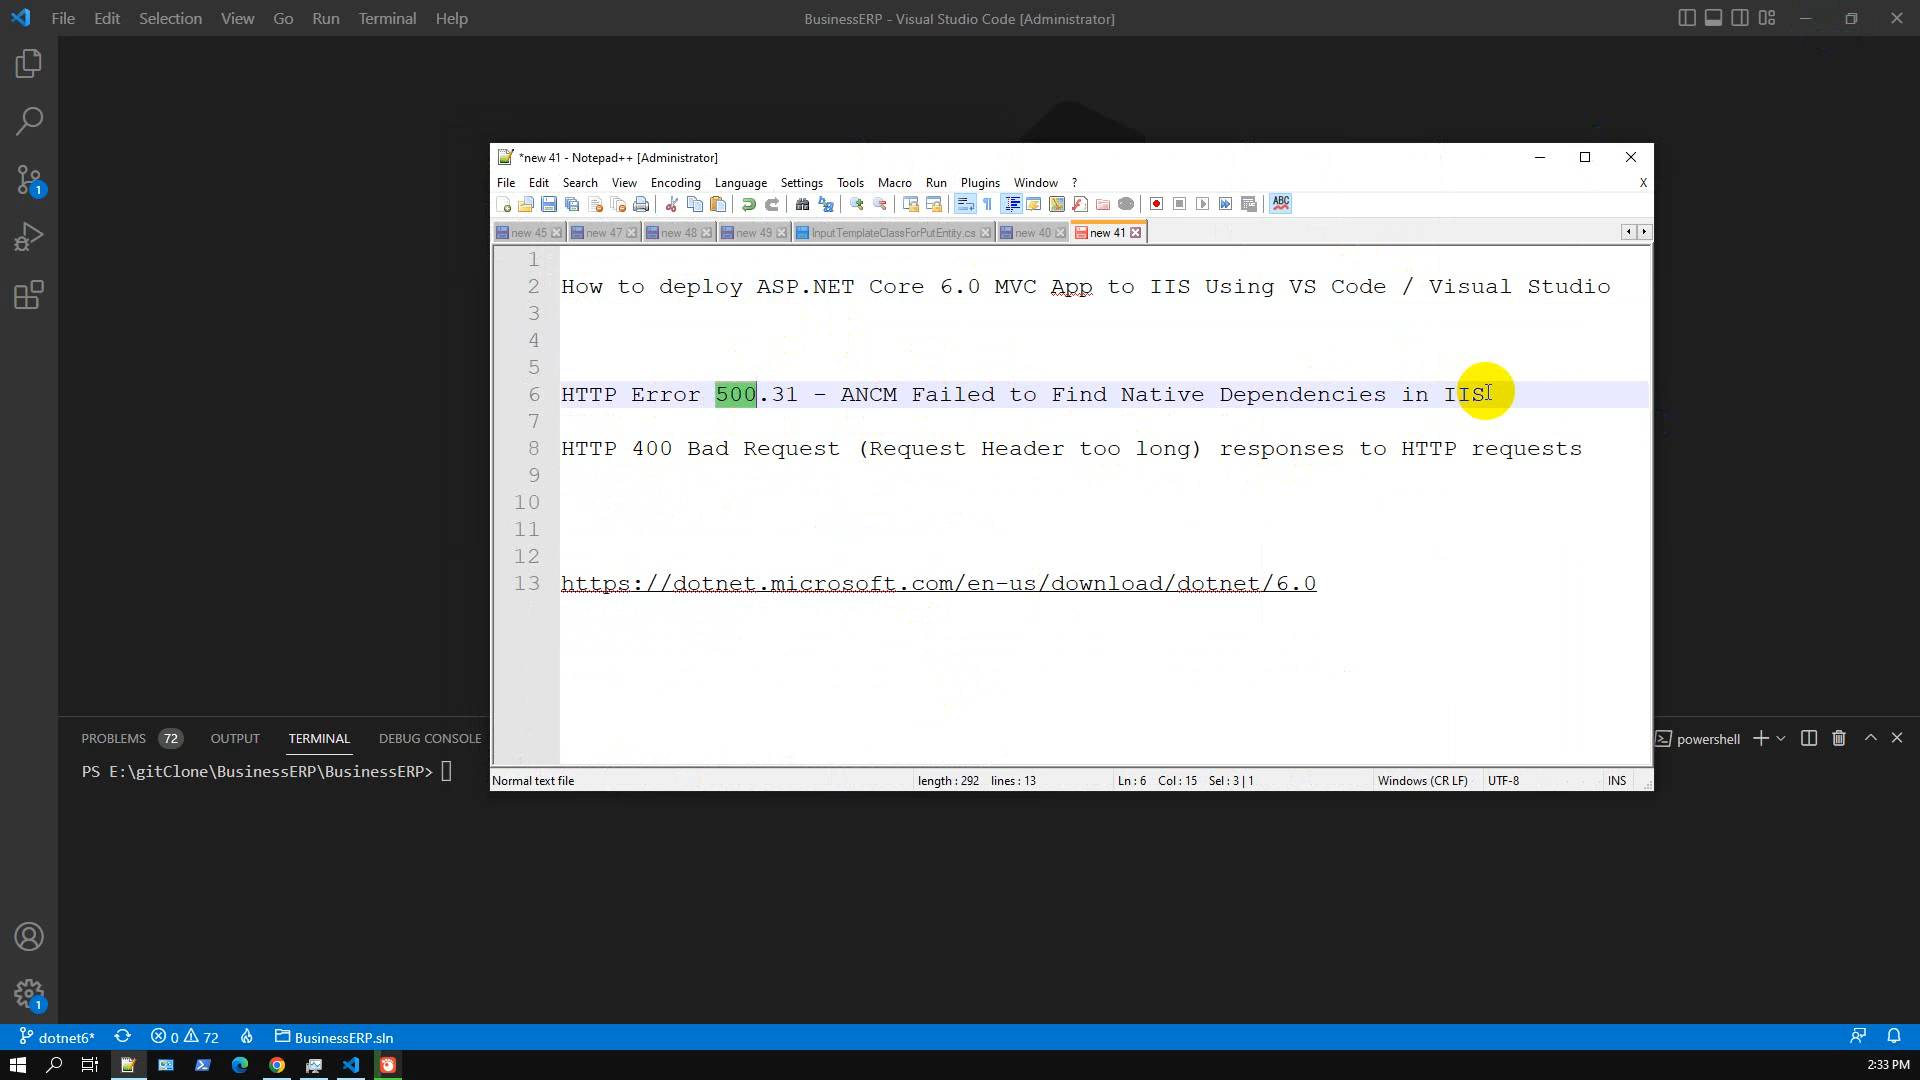 File Edit Selection View Go Run Terminal Help
BusinessERP - Visual Studio Code [Administrator]
*new 41 - Notepad++ [Administrator]
File Edit Search View Encoding Language Settings Tools Macro Run Plugins Window ?
X
ABC
new 45 new 47 new 48 new 49 InputTemplateClassForPutEntity.cs new 40 new 41
1
2 How to deploy ASP.NET Core 6.0 MVC App to IIS Using VS Code / Visual Studio
3
4
5
6 HTTP Error 500.31 - ANCM Failed to Find Native Dependencies in IIS
7
8 HTTP 400 Bad Request (Request Header too long) responses to HTTP requests
9
10
11
12
13 https://dotnet.microsoft.com/en-us/download/dotnet/6.0
Normal text file length : 292 lines : 13 Ln : 6 Col : 15 Sel : 3 | 1 Windows (CR LF) UTF-8 INS
PROBLEMS 72 OUTPUT TERMINAL DEBUG CONSOLE
powershell
PS E:\gitClone\BusinessERP\BusinessERP>
1
1
dotnet6* 0 72 BusinessERP.sln
2:33 PM